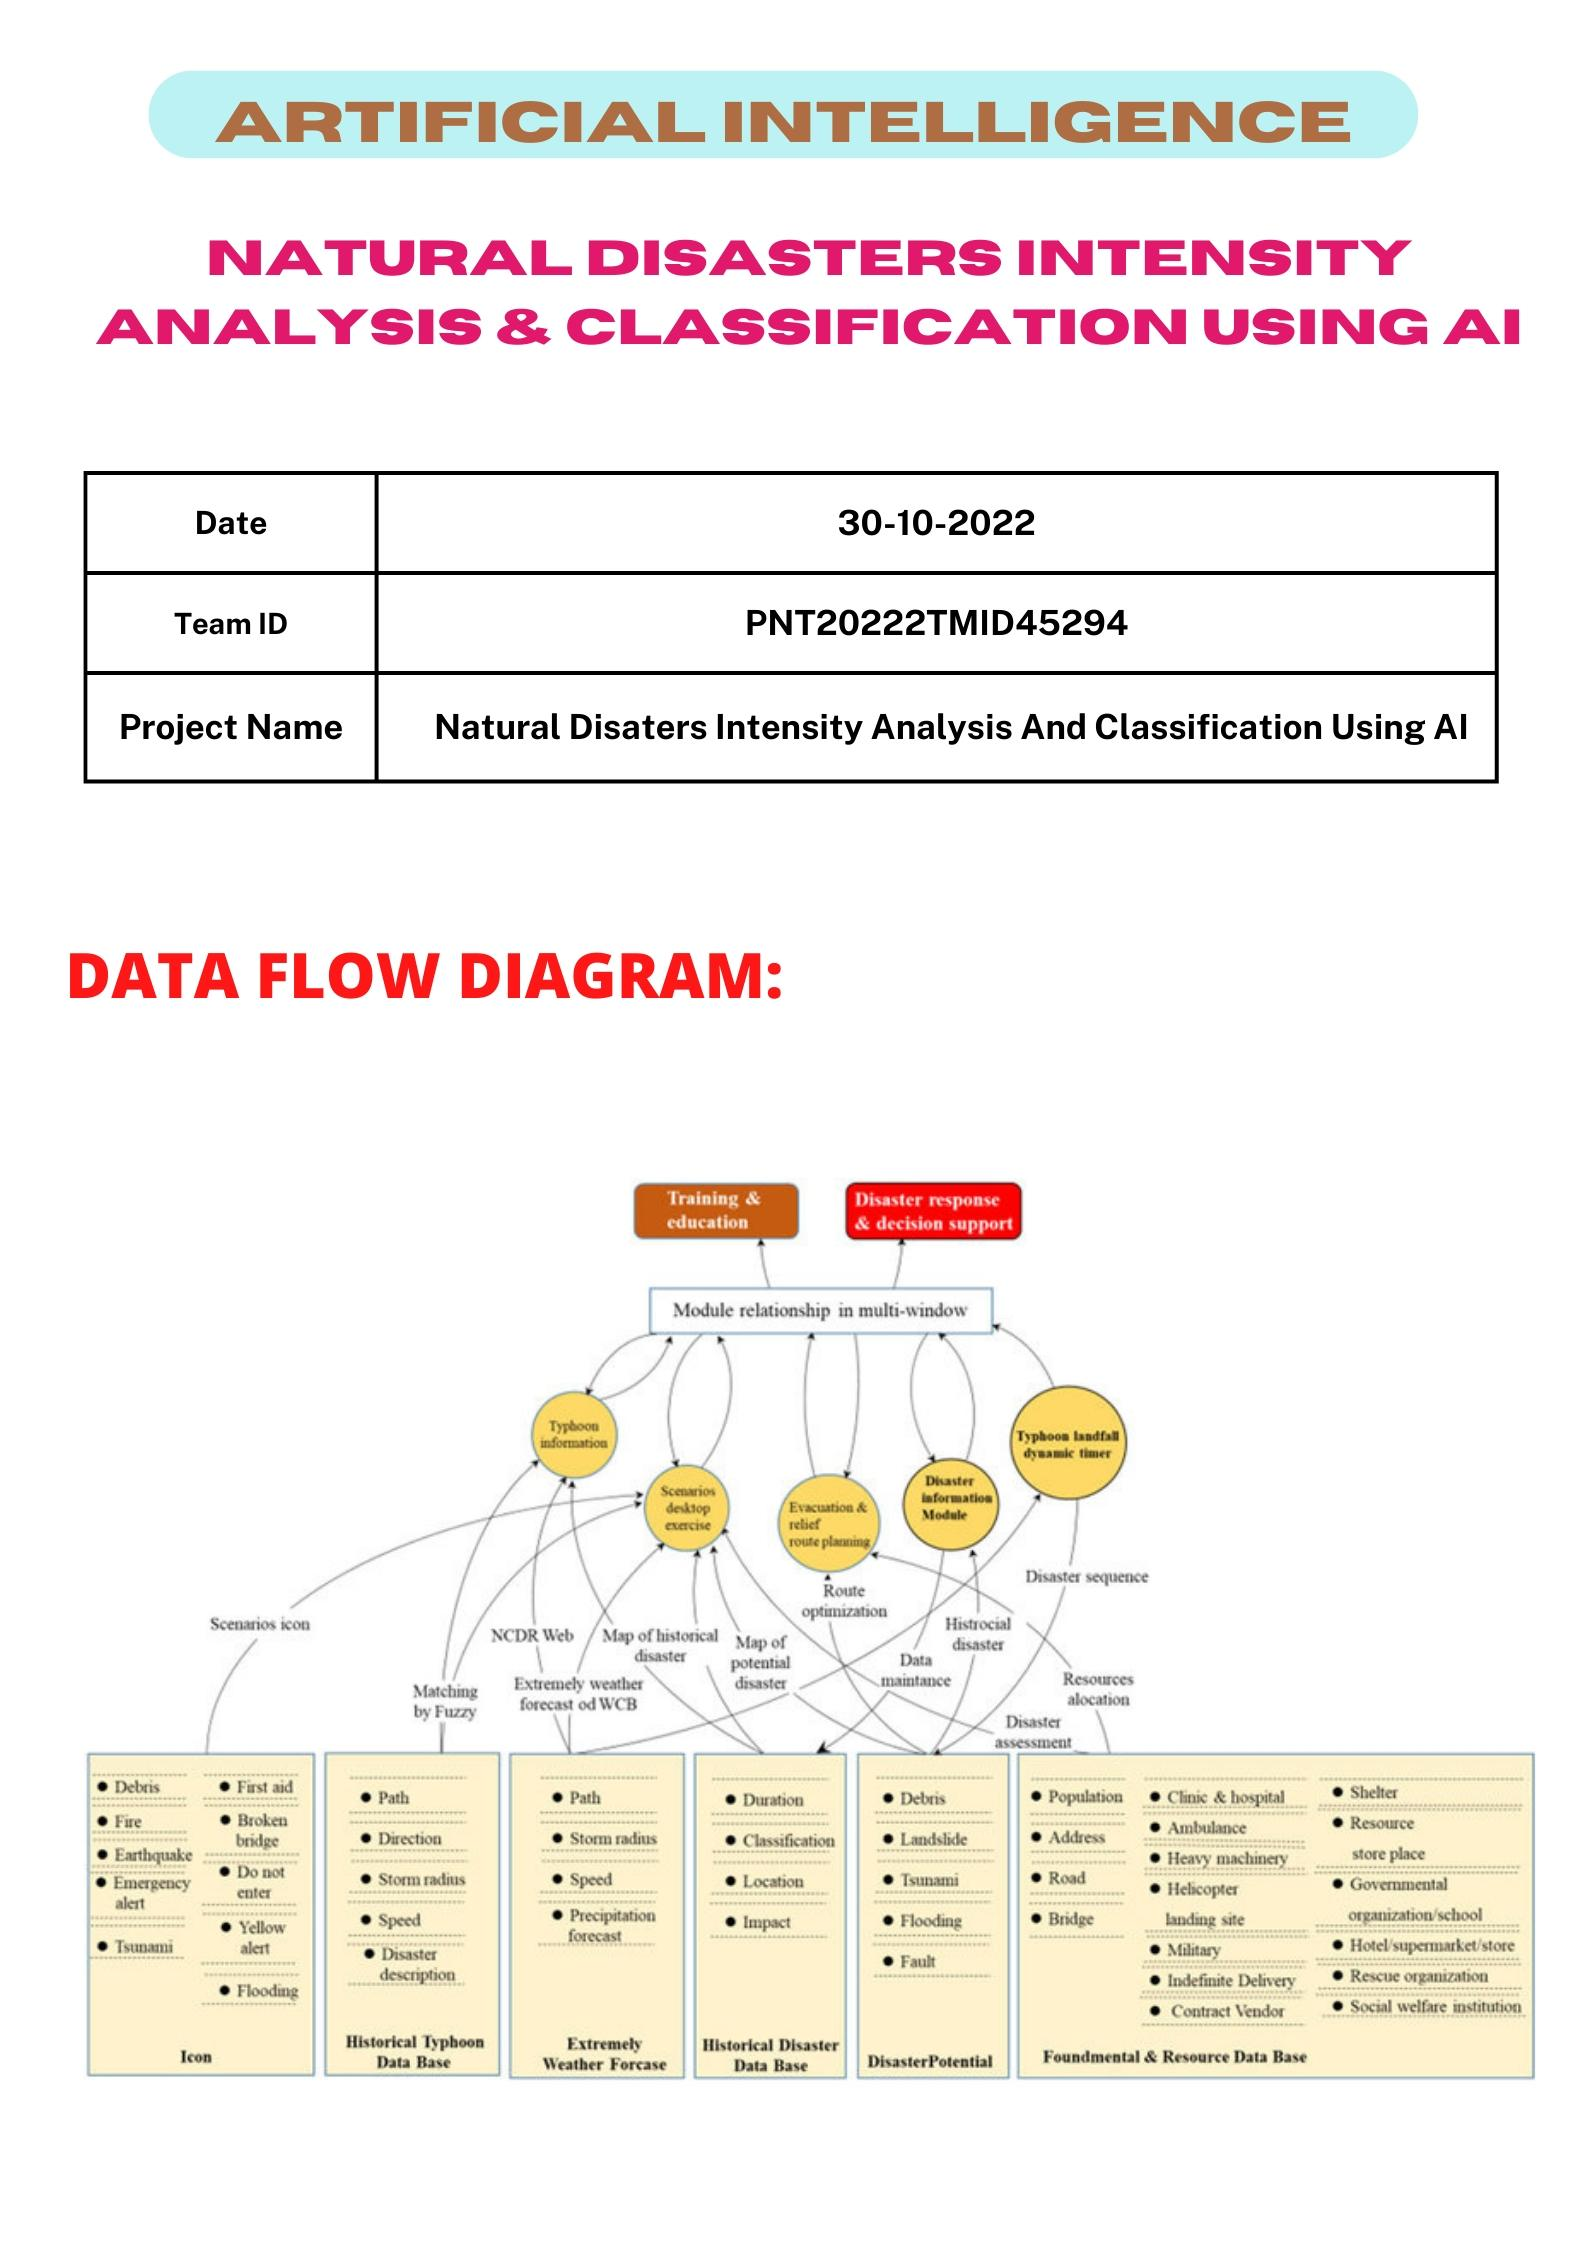 ARTIFICIAL INTELLIGENCE
NATURAL DISASTERS INTENSITY
ANALYSIS & CLASSIFICATION USING AI
Date
30-10-2022
Team ID
PNT20222TMID45294
Project Name
Natural Disaters Intensity Analysis And Classification Using AI
DATA FLOW DIAGRAM:
Training &
education
Disaster response
& decision support
Module relationship in multi-window
Typhoon
information
Scenarios
desktop
exercise
Evacuation &
relief
route planning
Disaster
information
Module
Typhoon landfall
dynamic timer
Scenarios icon
Matching
by Fuzzy
NCDR Web
Extremely weather
forecast od WCB
Map of historical
disaster
Map of
potential
disaster
Route
optimization
Data
maintance
Histrocial
disaster
Disaster sequence
Resources
alocation
Disaster
assessment
● Debris
● Fire
● Earthquake
● Emergency
alert
● Tsunami
● First aid
● Broken
bridge
● Do not
enter
● Yellow
alert
● Flooding
Icon
● Path
● Direction
● Storm radius
● Speed
● Disaster
description
Historical Typhoon
Data Base
● Path
● Storm radius
● Speed
● Precipitation
forecast
Extremely
Weather Forcase
● Duration
● Classification
● Location
● Impact
Historical Disaster
Data Base
● Debris
● Landslide
● Tsunami
● Flooding
● Fault
DisasterPotential
● Population
● Address
● Road
● Bridge
● Clinic & hospital
● Ambulance
● Heavy machinery
● Helicopter
landing site
● Military
● Indefinite Delivery
● Contract Vendor
● Shelter
● Resource
store place
● Governmental
organization/school
● Hotel/supermarket/store
● Rescue organization
● Social welfare institution
Foundmental & Resource Data Base